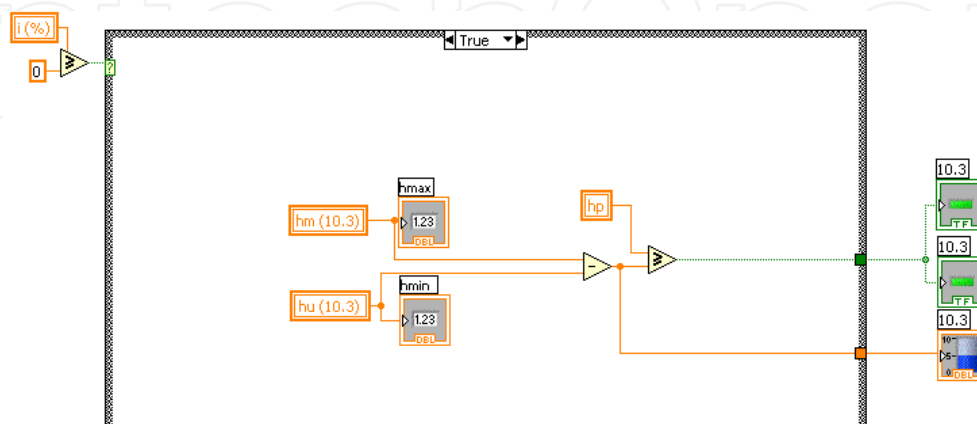 i (%)
0
?
True
hmax
hm (10.3)
1.23
DBL
hp
-
hmin
hu (10.3)
1.23
DBL
10.3
TF
10.3
TF
10.3
10
5
0
DBL